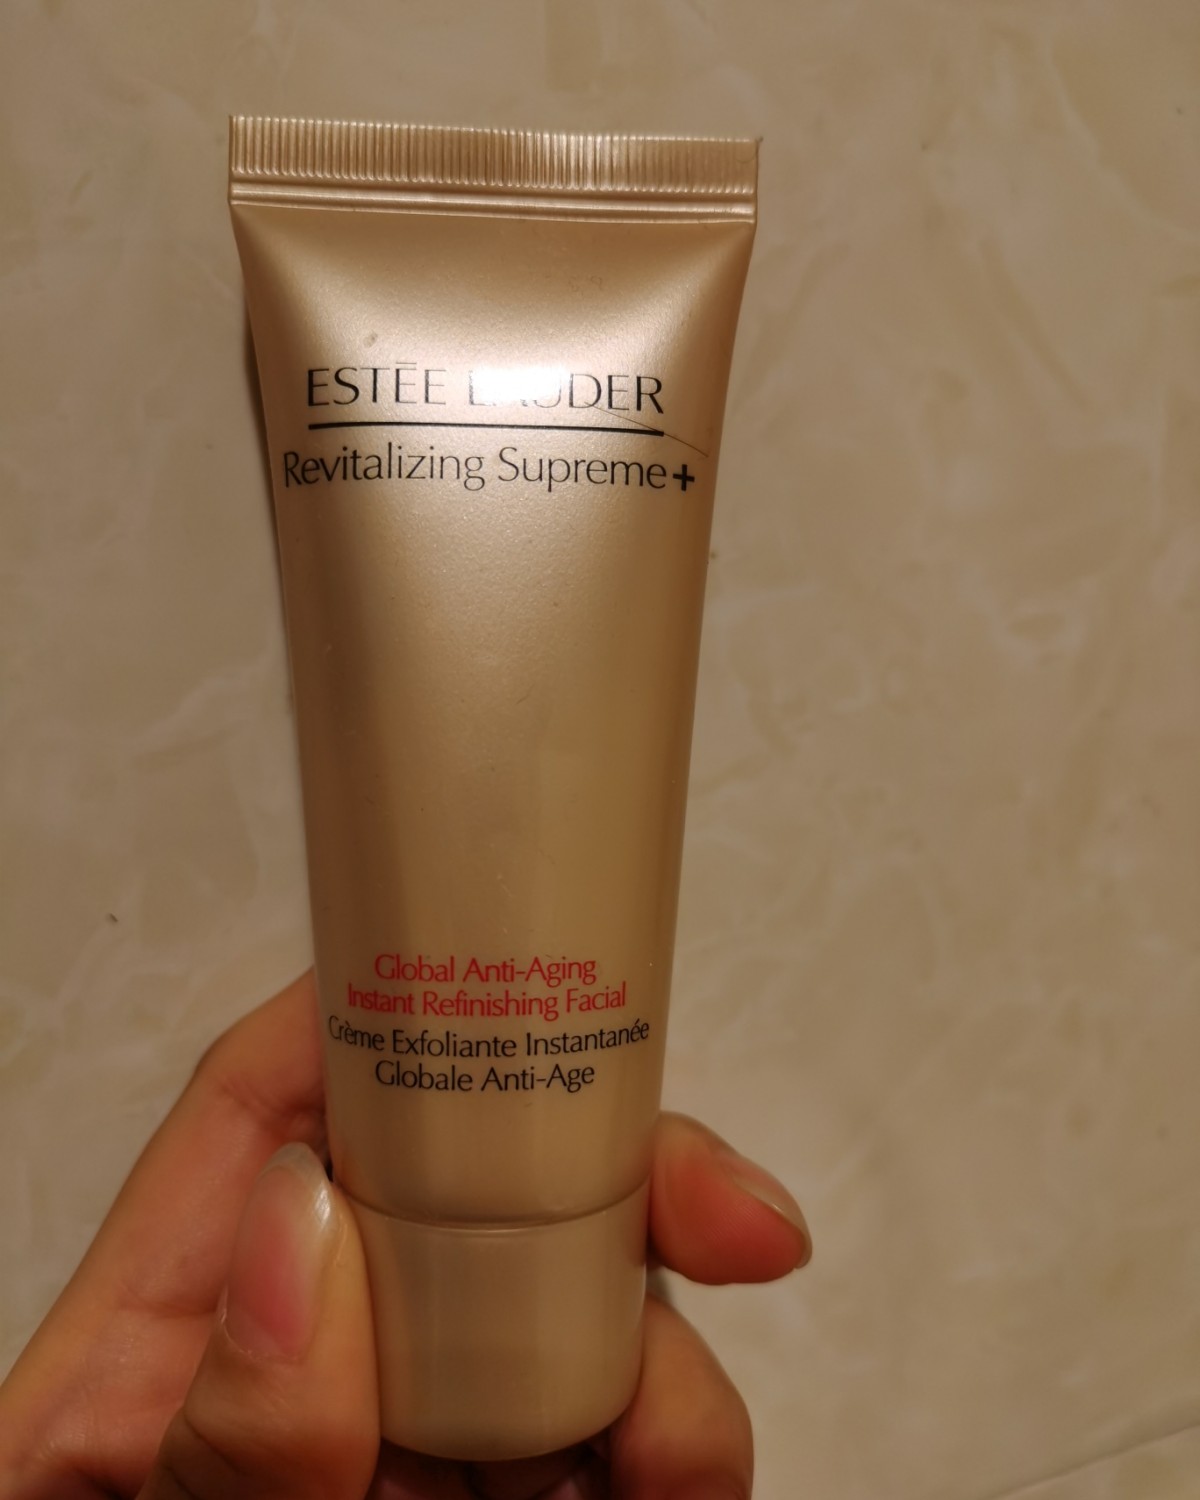 ESTĒE LAUDER
Revitalizing Supreme+
Global Anti-Aging
Instant Refinishing Facial
Crème Exfoliante Instantanée
Globale Anti-Age